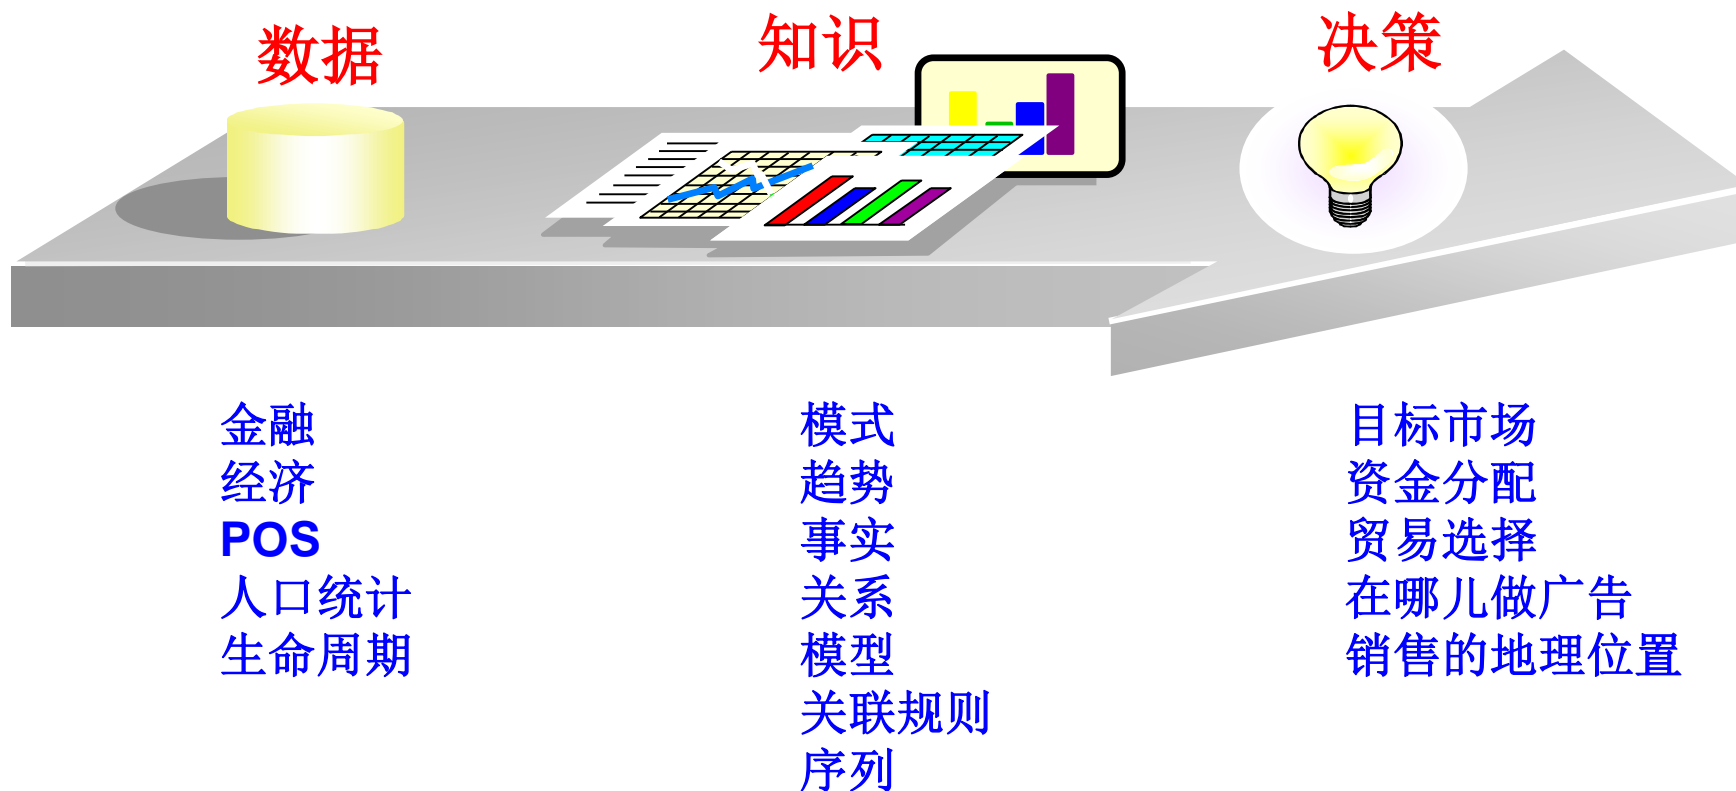 数据
知识
决策
金融
经济
POS
人口统计
生命周期
模式
趋势
事实
关系
模型
关联规则
序列
目标市场
资金分配
贸易选择
在哪儿做广告
销售的地理位置